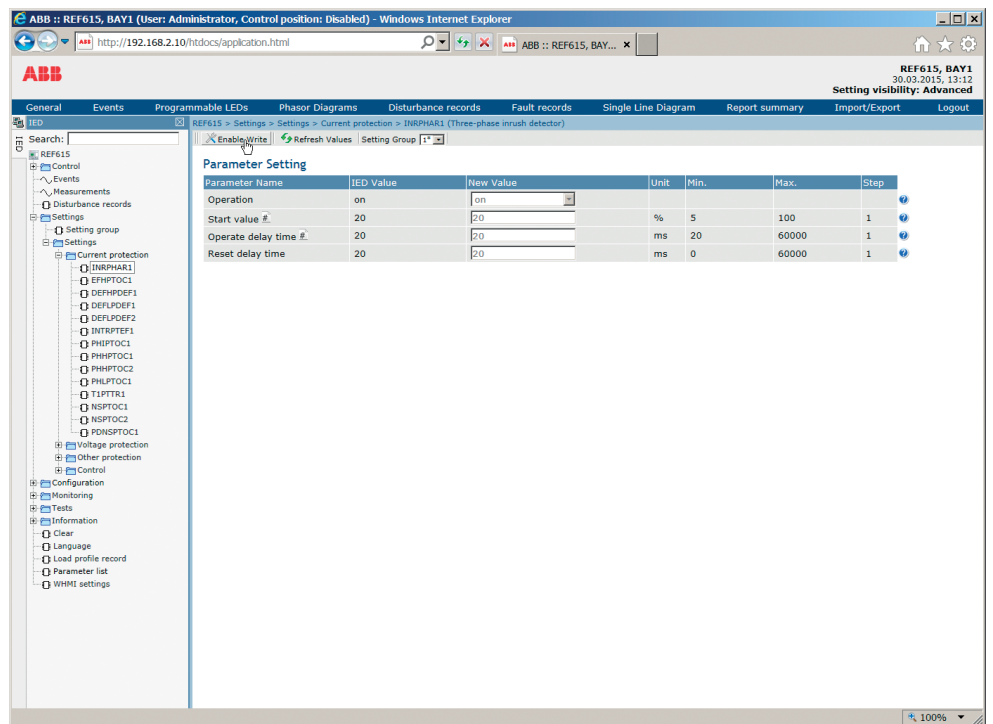 ABB :: REF615, BAY1 (User: Administrator, Control position: Disabled) - Windows Internet Explorer
ABB http://192.168.2.10/htdocs/application.html ABB ABB :: REF615, BAY... ×
ABB
REF615, BAY1
30.03.2015, 13:12
Setting visibility: Advanced
General Events Programmable LEDs Phasor Diagrams Disturbance records Fault records Single Line Diagram Report summary Import/Export Logout
IED
IED
REF615 > Settings > Settings > Current protection > INRPHAR1 (Three-phase inrush detector)
Search:
Enable Write Refresh Values Setting Group 1*
REF615
Control
Events
Measurements
Disturbance records
Settings
Setting group
Settings
Current protection
INRPHAR1
EFHPTOC1
DEFHPDEF1
DEFLPDEF1
DEFLPDEF2
INTRPTEF1
PHIPTOC1
PHHPTOC1
PHHPTOC2
PHLPTOC1
T1PTTR1
NSPTOC1
NSPTOC2
PDNSPTOC1
Voltage protection
Other protection
Control
Configuration
Monitoring
Tests
Information
Clear
Language
Load profile record
Parameter list
WHMI settings
Parameter Setting
Parameter Name IED Value New Value Unit Min. Max. Step
Operation on on ?
Start value # 20 20 % 5 100 1 ?
Operate delay time # 20 20 ms 20 60000 1 ?
Reset delay time 20 20 ms 0 60000 1 ?
100%